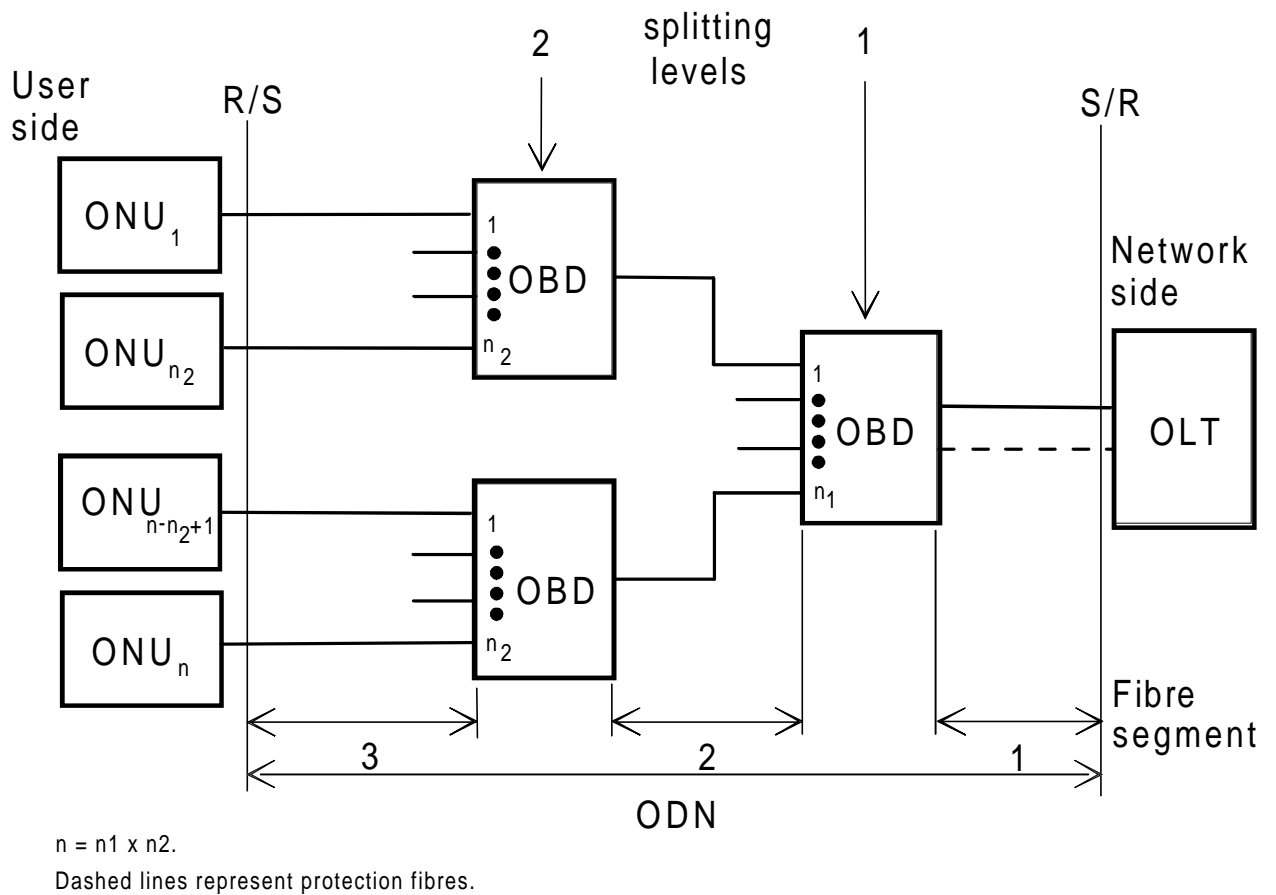 splitting
levels
2
1
User
side
R/S
S/R
ONU1
1
OBD
n2
ONUn2
Network
side
1
OBD
n1
OLT
ONUn-n2+1
1
OBD
n2
ONUn
Fibre
segment
3
2
1
ODN
n = n1 x n2.
Dashed lines represent protection fibres.